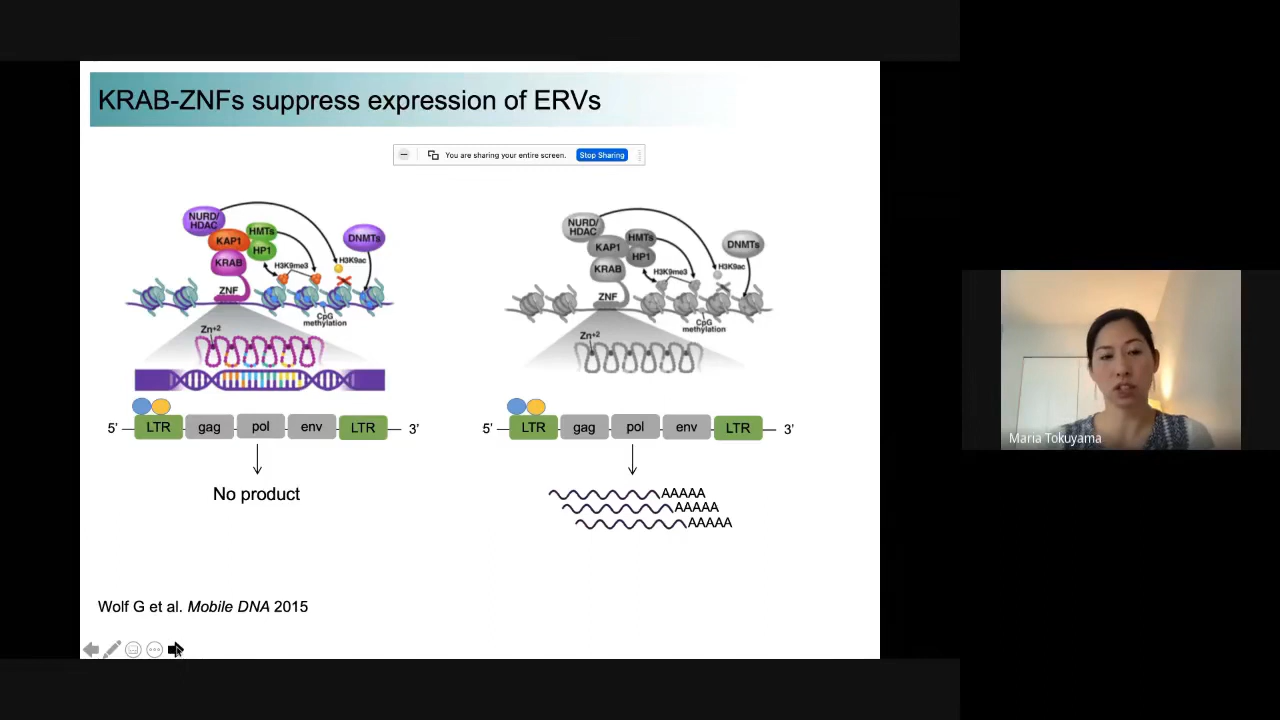 KRAB-ZNFs suppress expression of ERVs
You are sharing your entire screen. Stop Sharing
NURD/
HDAC
HMTs
KAP1
HP1
DNMTs
KRAB
H3K9me3
H3K9ac
ZNF
CpG
methylation
Zn+2
5' LTR gag pol env LTR 3'
No product
NURD/
HDAC
HMTs
KAP1
HP1
DNMTs
KRAB
H3K9me3
H3K9ac
ZNF
CpG
methylation
Zn+2
5' LTR gag pol env LTR 3'
AAAAA
AAAAA
AAAAA
Wolf G et al. Mobile DNA 2015
Maria Tokuyama